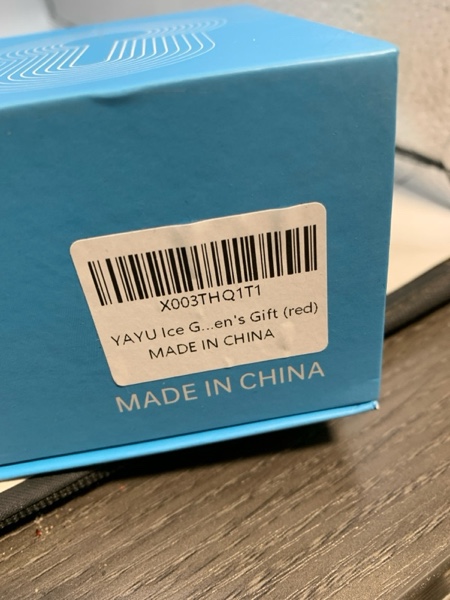 X003THQ1T1
YAYU Ice G...en's Gift (red)
MADE IN CHINA
MADE IN CHINA